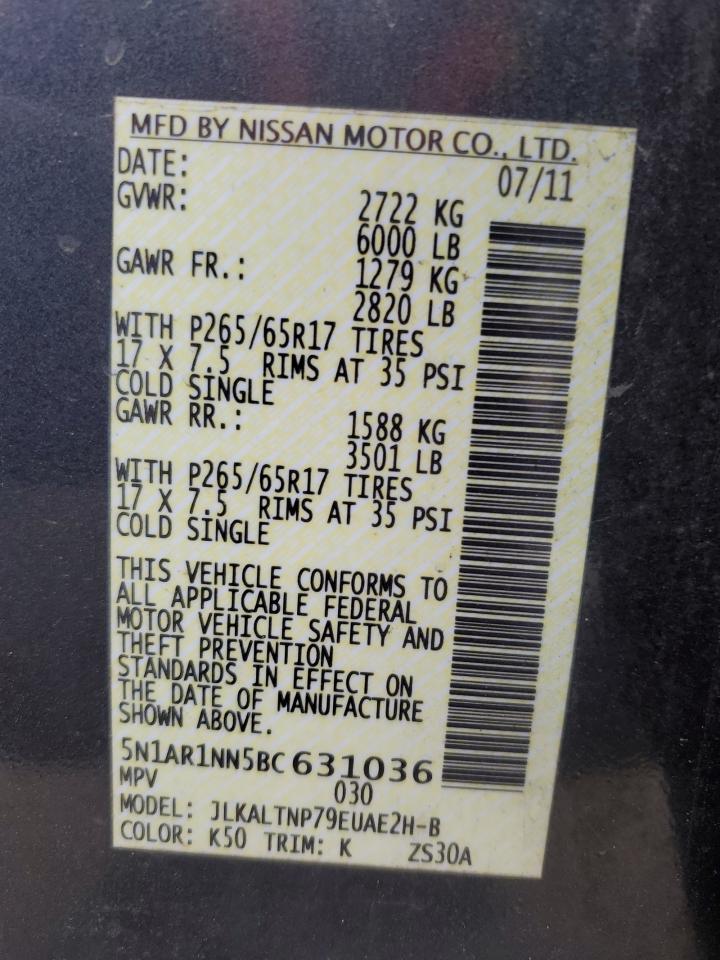 MFD BY NISSAN MOTOR CO., LTD.
DATE: 07/11
GVWR: 2722 KG
6000 LB
GAWR FR.: 1279 KG
2820 LB
WITH P265/65R17 TIRES
17 X 7.5 RIMS AT 35 PSI
COLD SINGLE
GAWR RR.: 1588 KG
3501 LB
WITH P265/65R17 TIRES
17 X 7.5 RIMS AT 35 PSI
COLD SINGLE
THIS VEHICLE CONFORMS TO
ALL APPLICABLE FEDERAL
MOTOR VEHICLE SAFETY AND
THEFT PREVENTION
STANDARDS IN EFFECT ON
THE DATE OF MANUFACTURE
SHOWN ABOVE.
5N1AR1NN5BC 631036
MPV 030
MODEL: JLKALTNP79EUAE2H-B
COLOR: K50 TRIM: K ZS30A